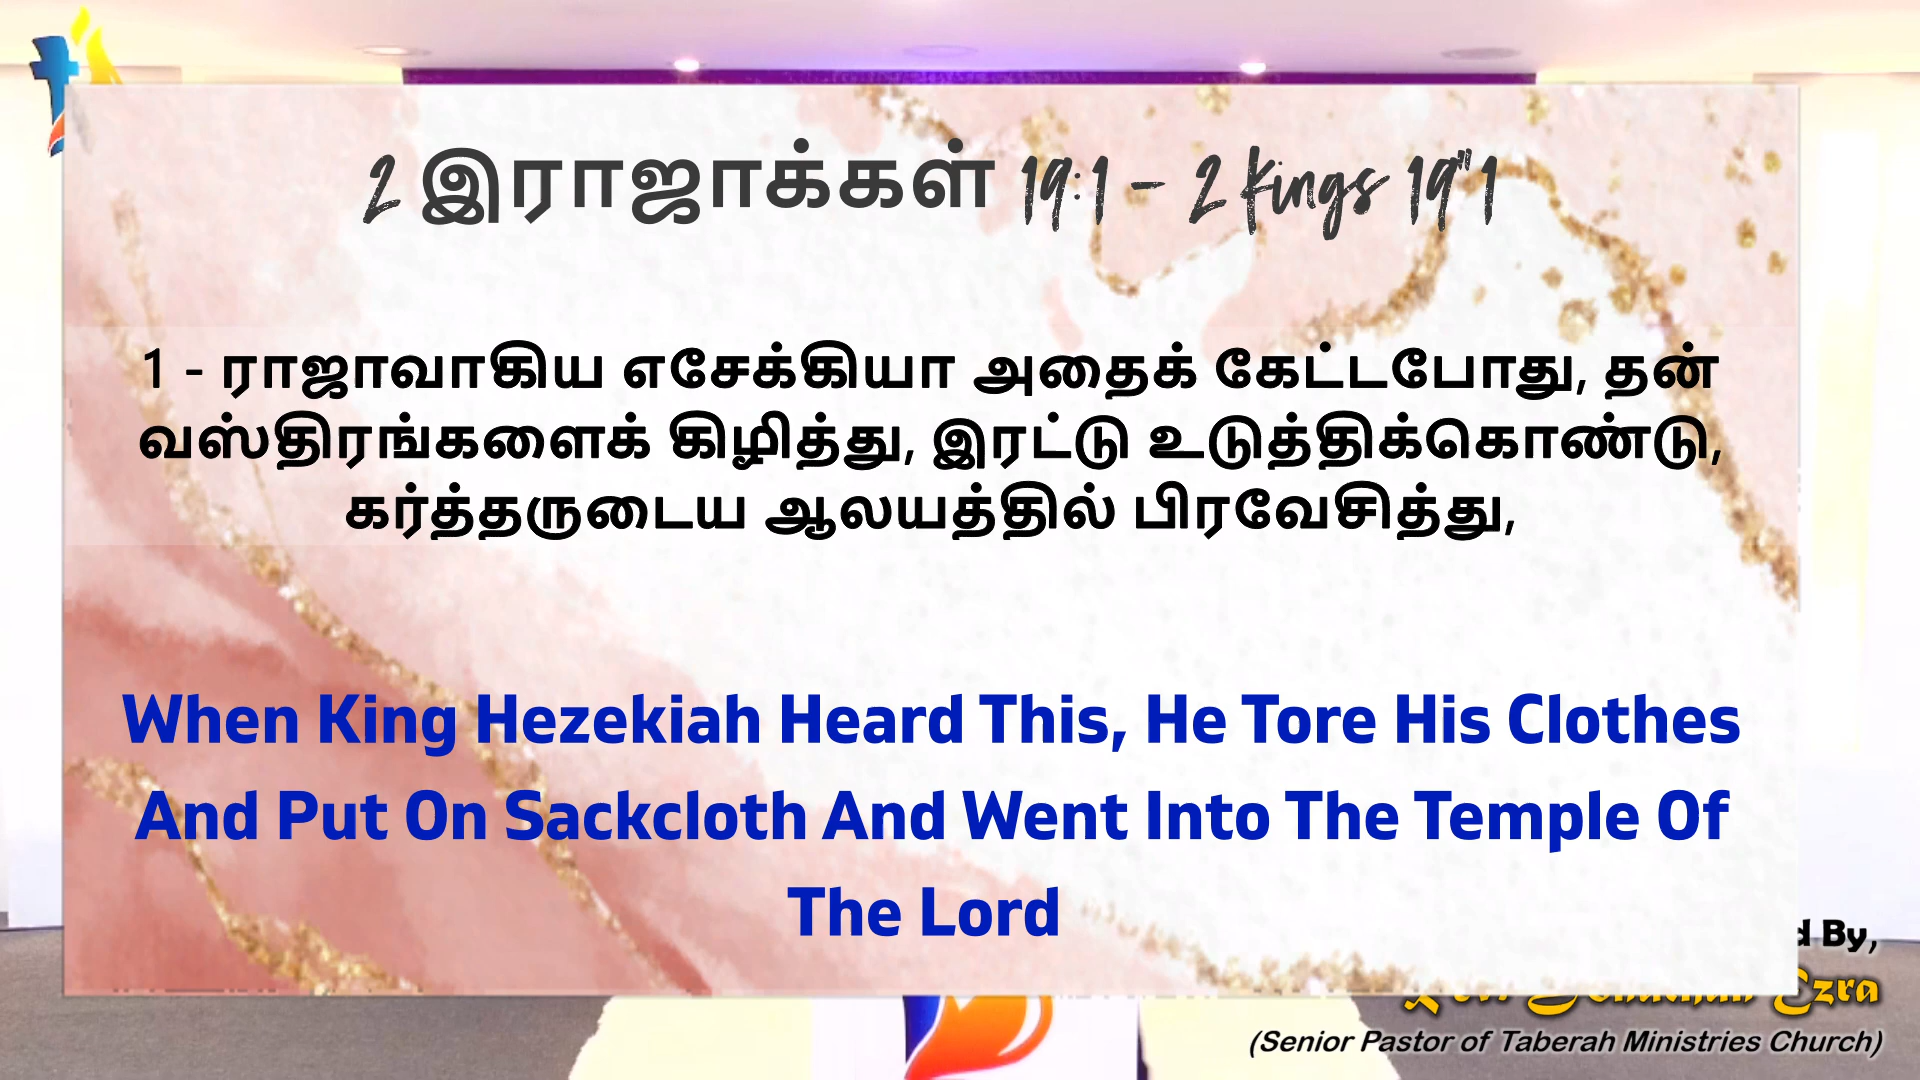 2 இராஜாக்கள் 19:1 - 2 Kings 19"1
1 - ராஜாவாகிய எசேக்கியா அதைக் கேட்டபோது, தன்
வஸ்திரங்களைக் கிழித்து, இரட்டு உடுத்திக்கொண்டு,
கர்த்தருடைய ஆலயத்தில் பிரவேசித்து,
When King Hezekiah Heard This, He Tore His Clothes
And Put On Sackcloth And Went Into The Temple Of
The Lord
By,
Ezra
(Senior Pastor of Taberah Ministries Church)